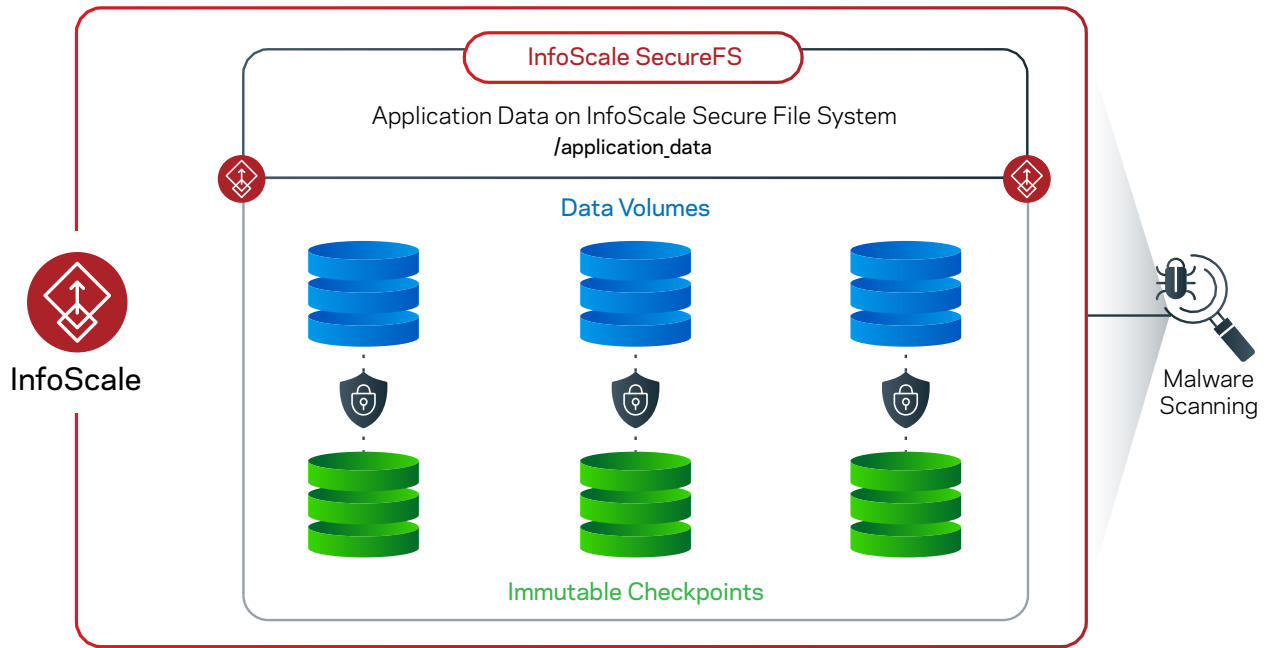 InfoScale SecureFS
Application Data on InfoScale Secure File System
/application_data
Data Volumes
InfoScale
Malware
Scanning
Immutable Checkpoints